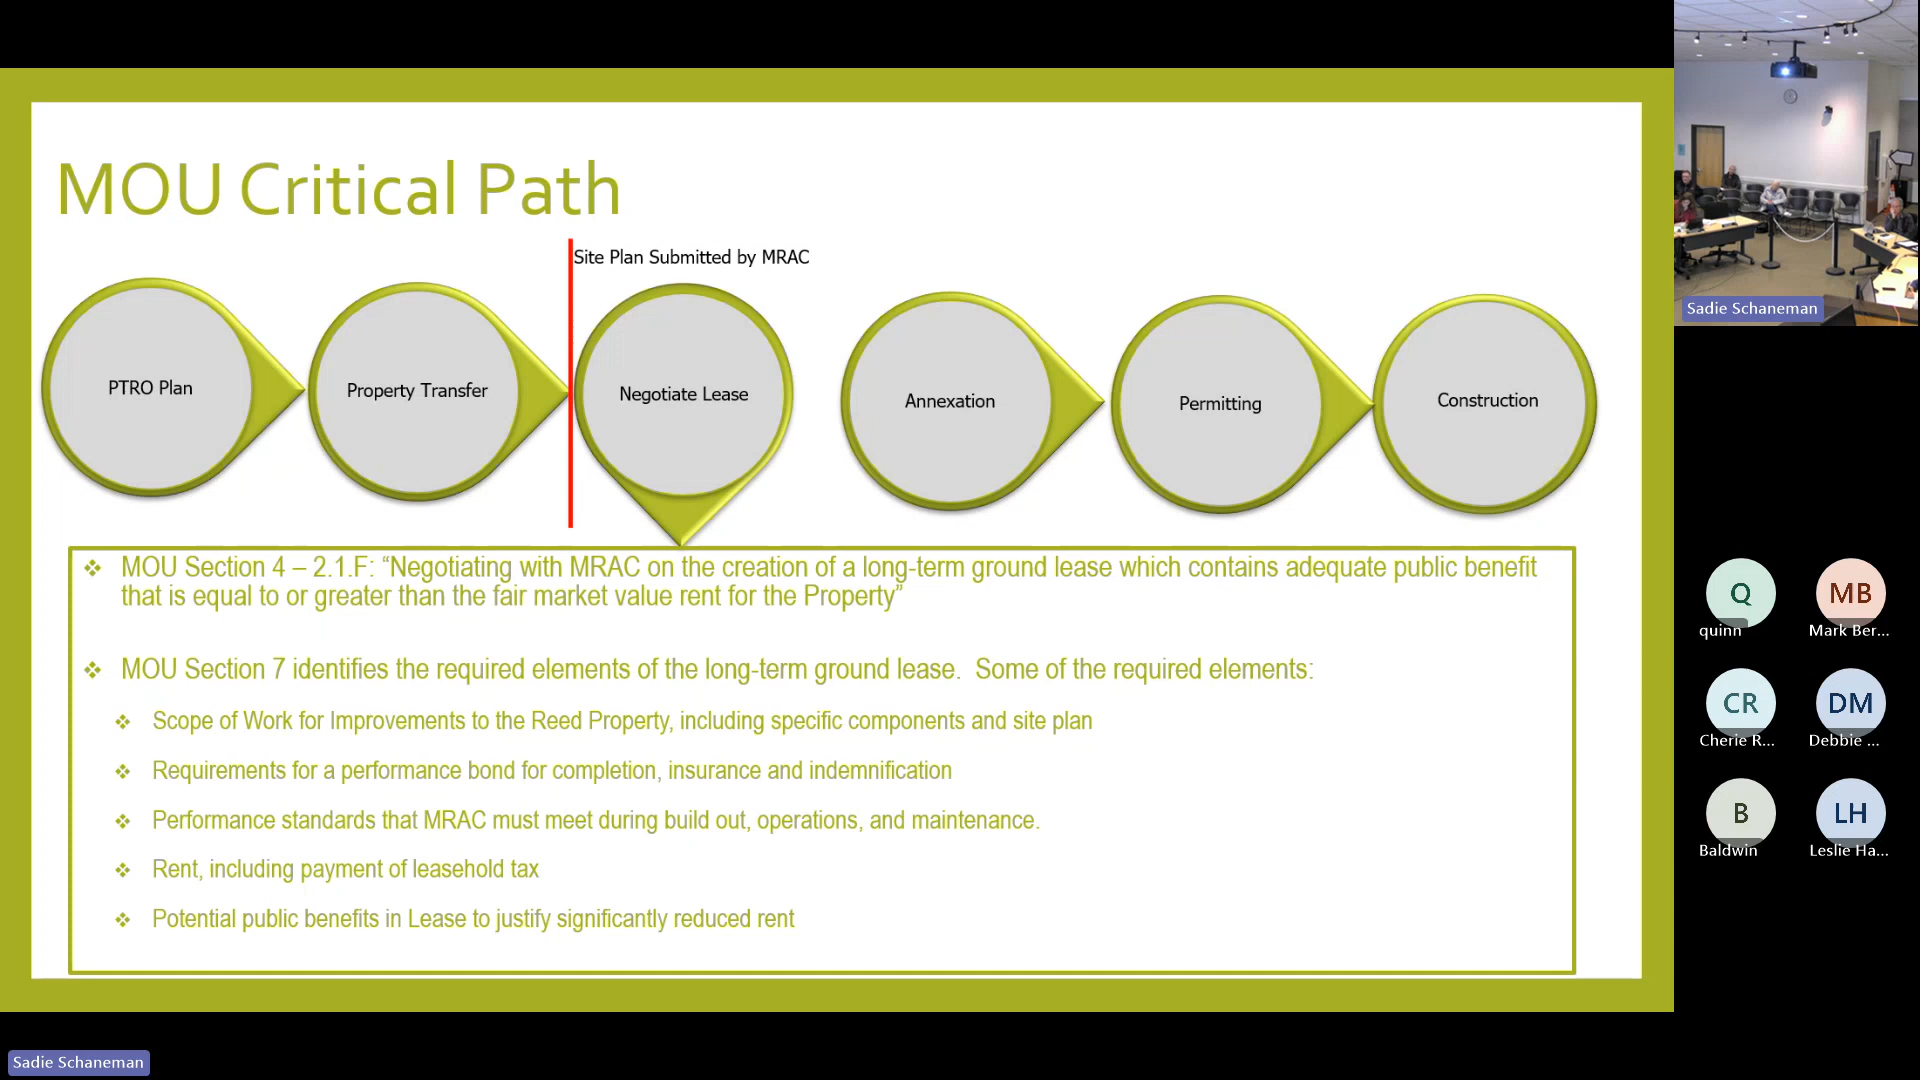 MOU Critical Path
Site Plan Submitted by MRAC
PTRO Plan
Property Transfer
Negotiate Lease
Annexation
Permitting
Construction
❖ MOU Section 4 – 2.1.F: “Negotiating with MRAC on the creation of a long-term ground lease which contains adequate public benefit
that is equal to or greater than the fair market value rent for the Property”
❖ MOU Section 7 identifies the required elements of the long-term ground lease.  Some of the required elements:
❖ Scope of Work for Improvements to the Reed Property, including specific components and site plan
❖ Requirements for a performance bond for completion, insurance and indemnification
❖ Performance standards that MRAC must meet during build out, operations, and maintenance.
❖ Rent, including payment of leasehold tax
❖ Potential public benefits in Lease to justify significantly reduced rent
Sadie Schaneman
Q
quinn
MB
Mark Ber...
CR
Cherie R...
DM
Debbie ...
B
Baldwin
LH
Leslie Ha...
Sadie Schaneman